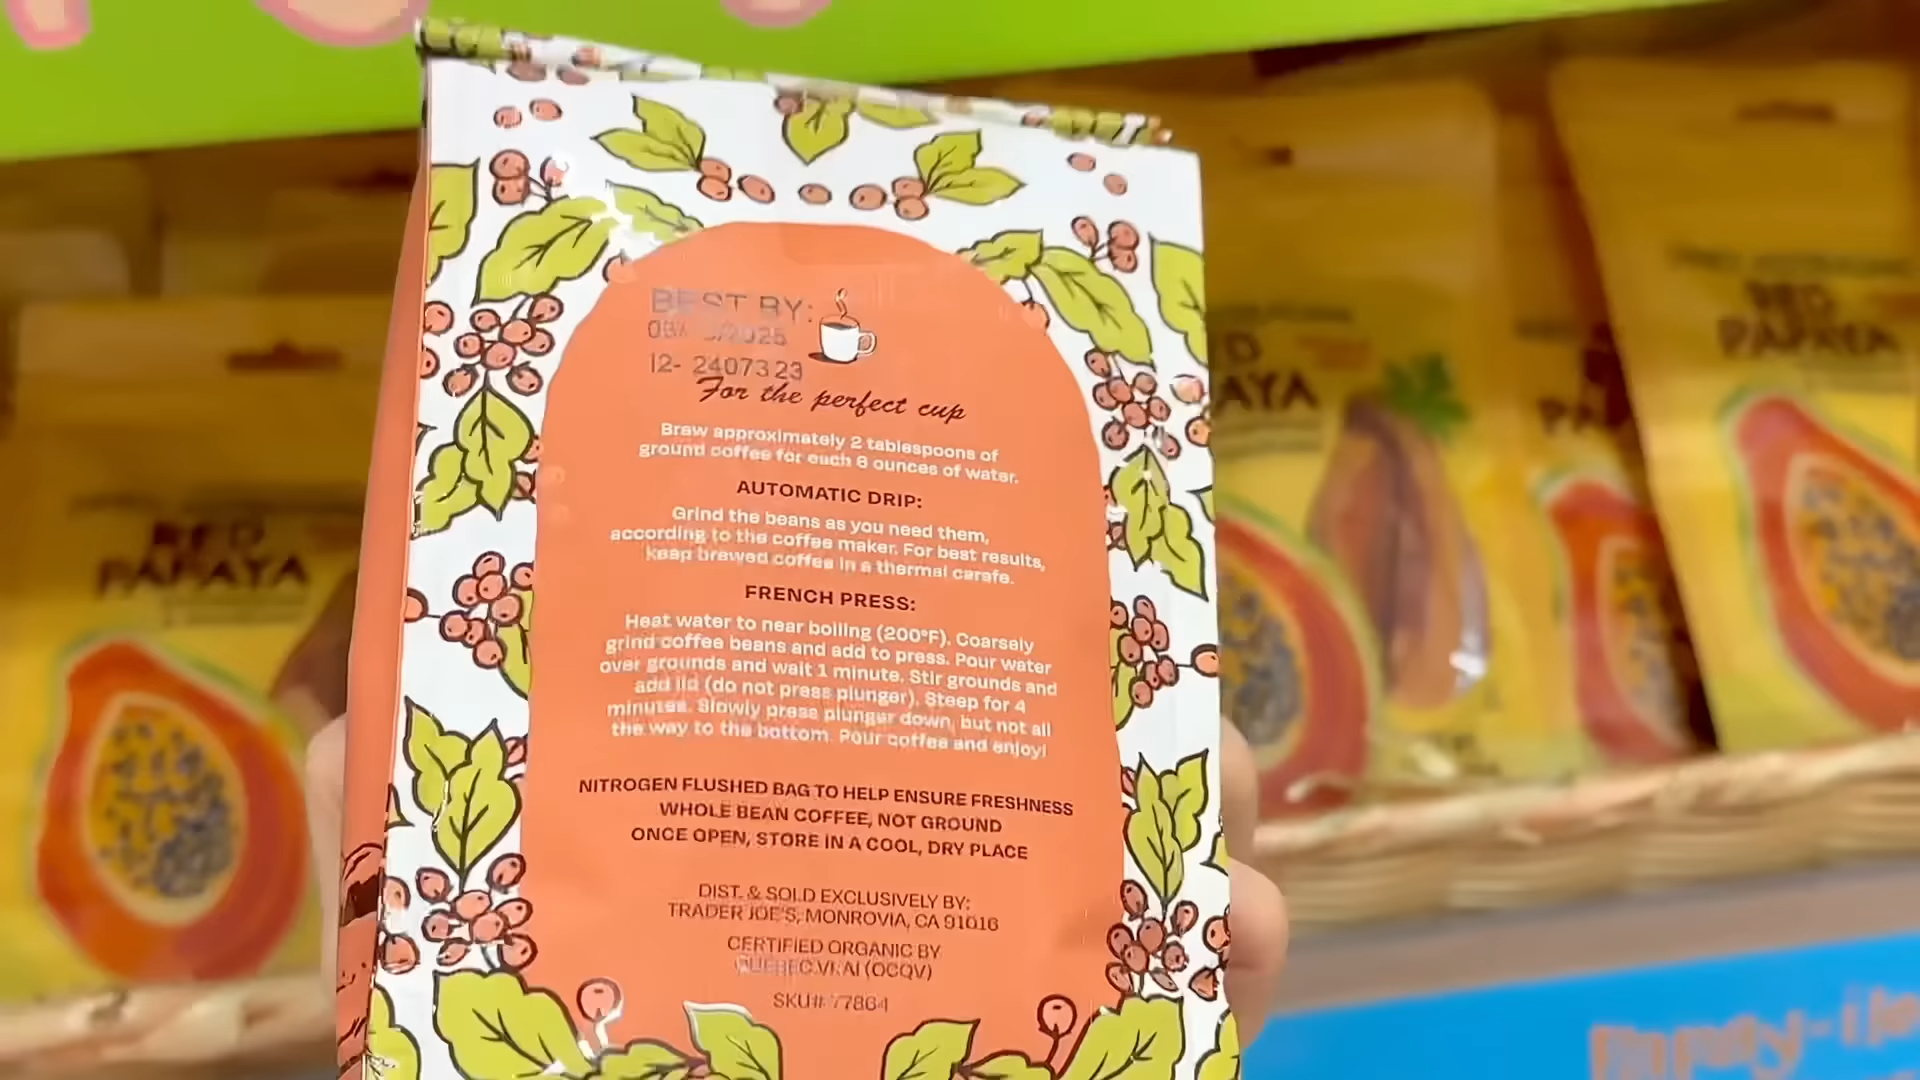 BEST BY:
12- 2407323
For the perfect cup
Brew approximately 2 tablespoons of
ground coffee for each 6 ounces of water.
AUTOMATIC DRIP:
Grind the beans as you need them,
according to the coffee maker. For best results,
keep brewed coffee in a thermal carafe.
FRENCH PRESS:
Heat water to near boiling (200°F). Coarsely
grind coffee beans and add to press. Pour water
over grounds and wait 1 minute. Stir grounds and
add lid (do not press plunger). Steep for 4
minutes. Slowly press plunger down, but not all
the way to the bottom. Pour coffee and enjoy!
NITROGEN FLUSHED BAG TO HELP ENSURE FRESHNESS
WHOLE BEAN COFFEE, NOT GROUND
ONCE OPEN, STORE IN A COOL, DRY PLACE
DIST. & SOLD EXCLUSIVELY BY:
TRADER JOE'S, MONROVIA, CA 91016
CERTIFIED ORGANIC BY
QUEBEC VRAI (OCQV)
SKU# 77864
RED
PAPAYA
RED
PAPAYA